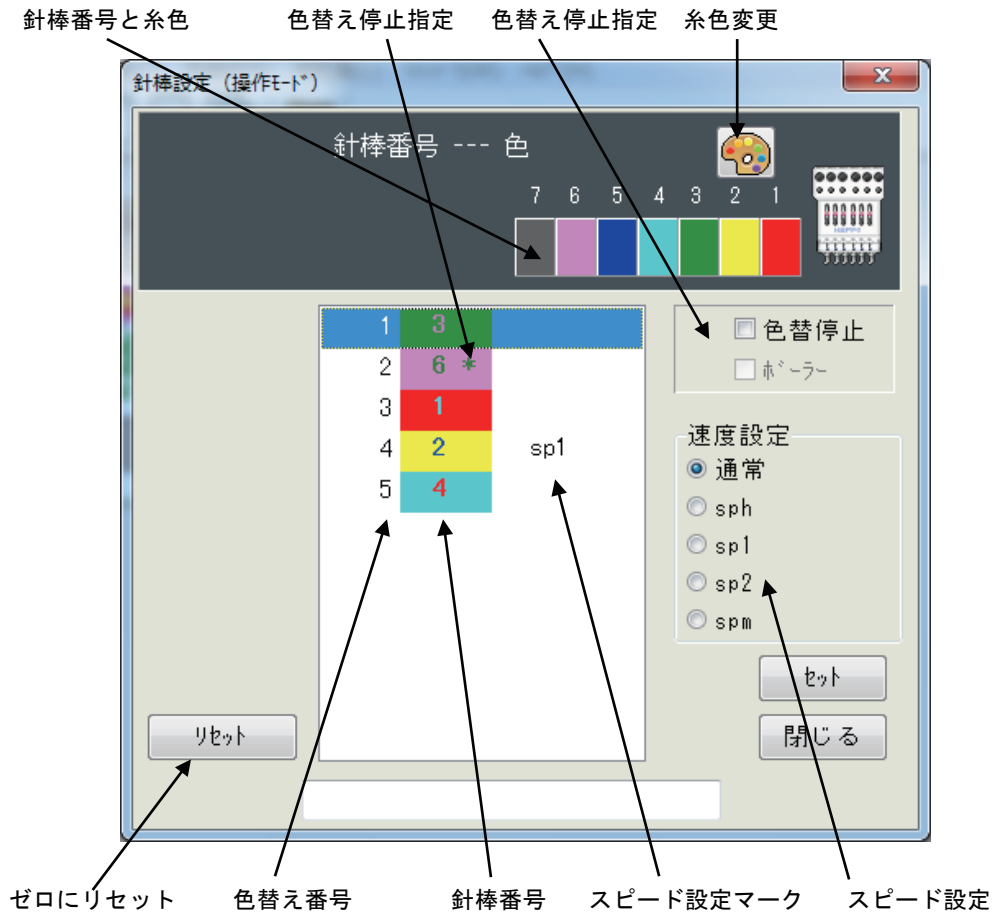 針棒番号と糸色
色替え停止指定
色替え停止指定
糸色変更
針棒設定 (操作ﾓｰﾄﾞ)
針棒番号 --- 色
7 6 5 4 3 2 1
1 3
2 6 *
3 1
4 2 sp1
5 4
色替停止
ﾎﾞｰﾗｰ
速度設定
通常
sph
sp1
sp2
spm
ｾｯﾄ
ﾘｾｯﾄ
閉じる
ゼロにリセット
色替え番号
針棒番号
スピード設定マーク
スピード設定